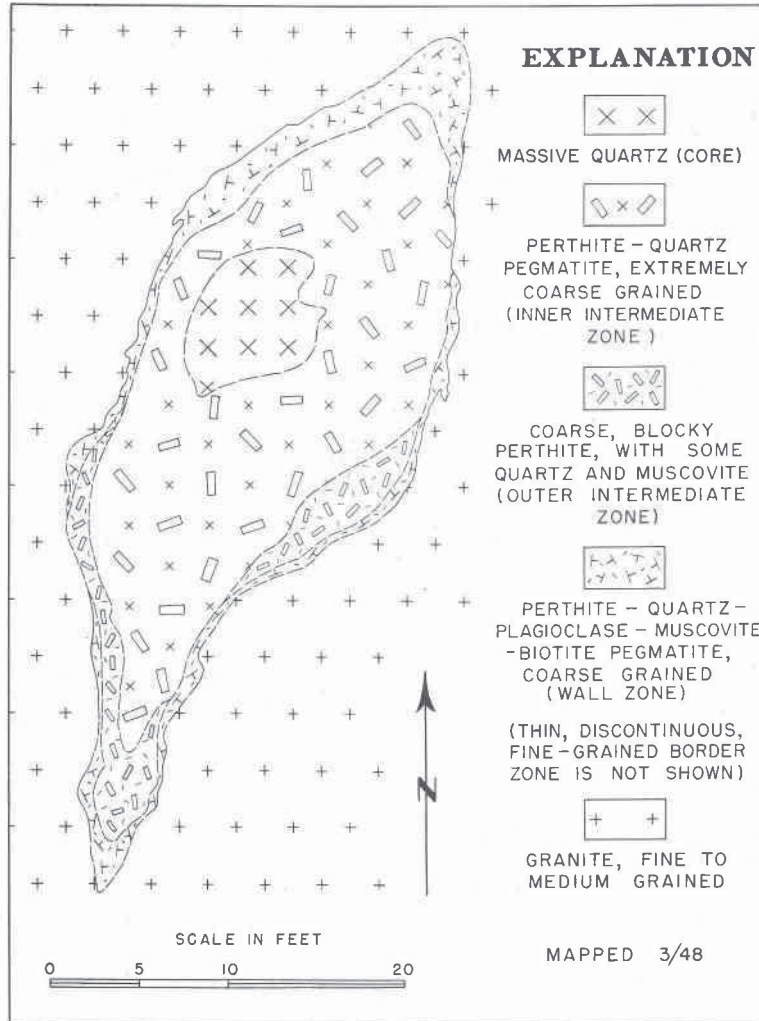 EXPLANATION
MASSIVE QUARTZ (CORE)
PERTHITE - QUARTZ
PEGMATITE, EXTREMELY
COARSE GRAINED
(INNER INTERMEDIATE
ZONE)
COARSE, BLOCKY
PERTHITE, WITH SOME
QUARTZ AND MUSCOVITE
(OUTER INTERMEDIATE
ZONE)
PERTHITE - QUARTZ -
PLAGIOCLASE - MUSCOVITE
-BIOTITE PEGMATITE,
COARSE GRAINED
(WALL ZONE)
(THIN, DISCONTINUOUS,
FINE-GRAINED BORDER
ZONE IS NOT SHOWN)
GRANITE, FINE TO
MEDIUM GRAINED
N
SCALE IN FEET
0 5 10 20
MAPPED 3/48